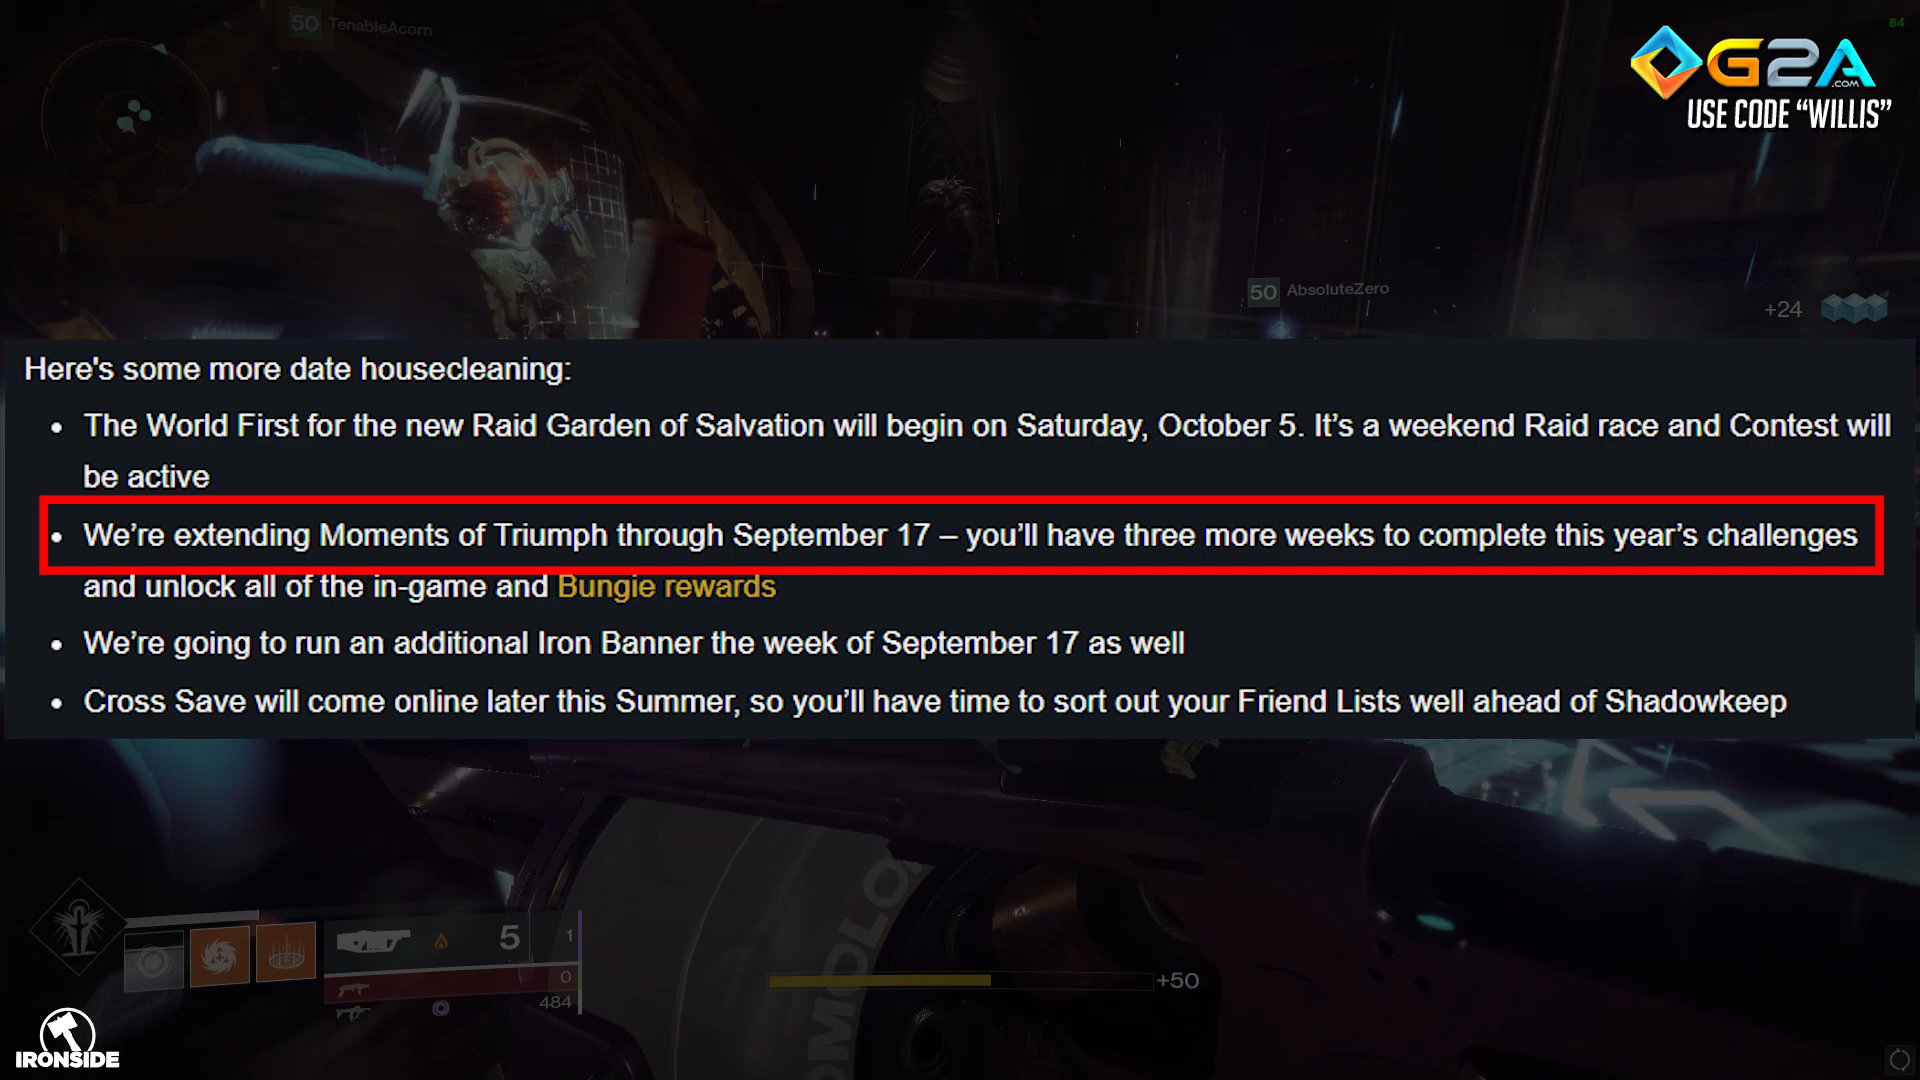 50 TenableAcorn
84
G2A
.COM
USE CODE “WILLIS”
50 AbsoluteZero
+24
Here's some more date housecleaning:
• The World First for the new Raid Garden of Salvation will begin on Saturday, October 5. It’s a weekend Raid race and Contest will
be active
• We’re extending Moments of Triumph through September 17 – you’ll have three more weeks to complete this year’s challenges
and unlock all of the in-game and Bungie rewards
• We’re going to run an additional Iron Banner the week of September 17 as well
• Cross Save will come online later this Summer, so you’ll have time to sort out your Friend Lists well ahead of Shadowkeep
5
1
0
484
+50
OMOLO
IRONSIDE